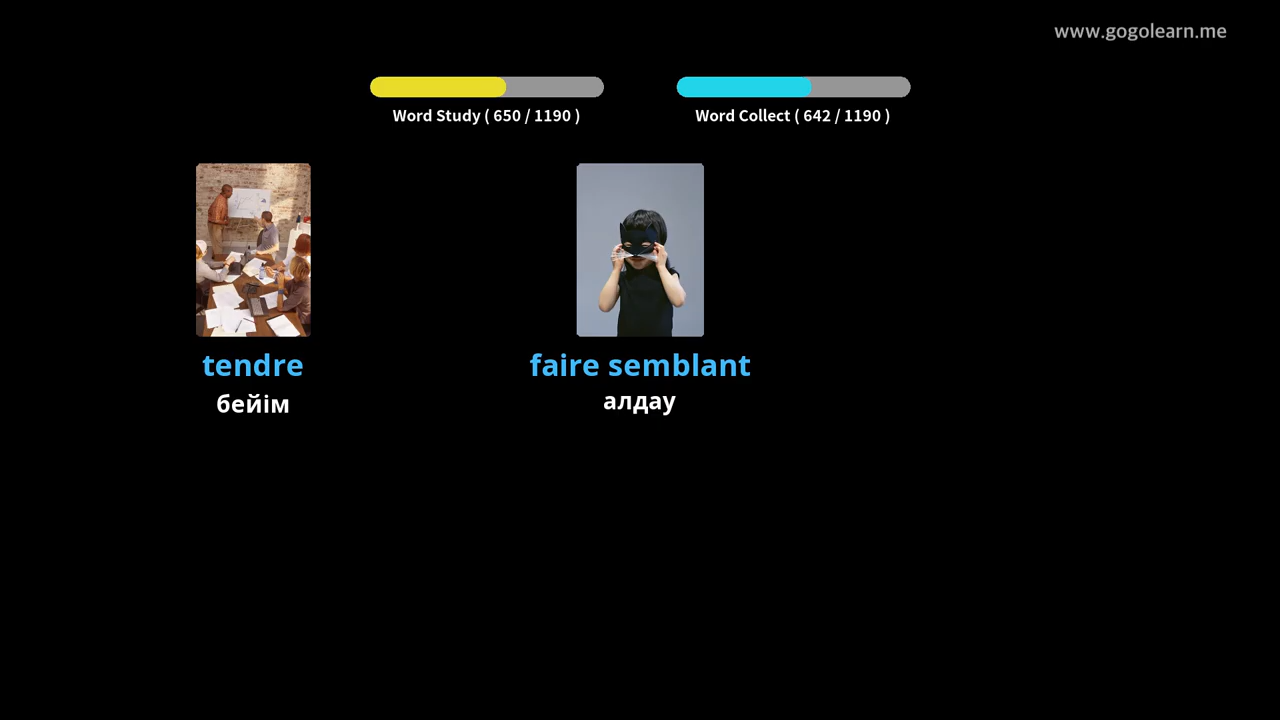 www.gogolearn.me
Word Study ( 650 / 1190 )
Word Collect ( 642 / 1190 )
tendre
бейім
faire semblant
алдау